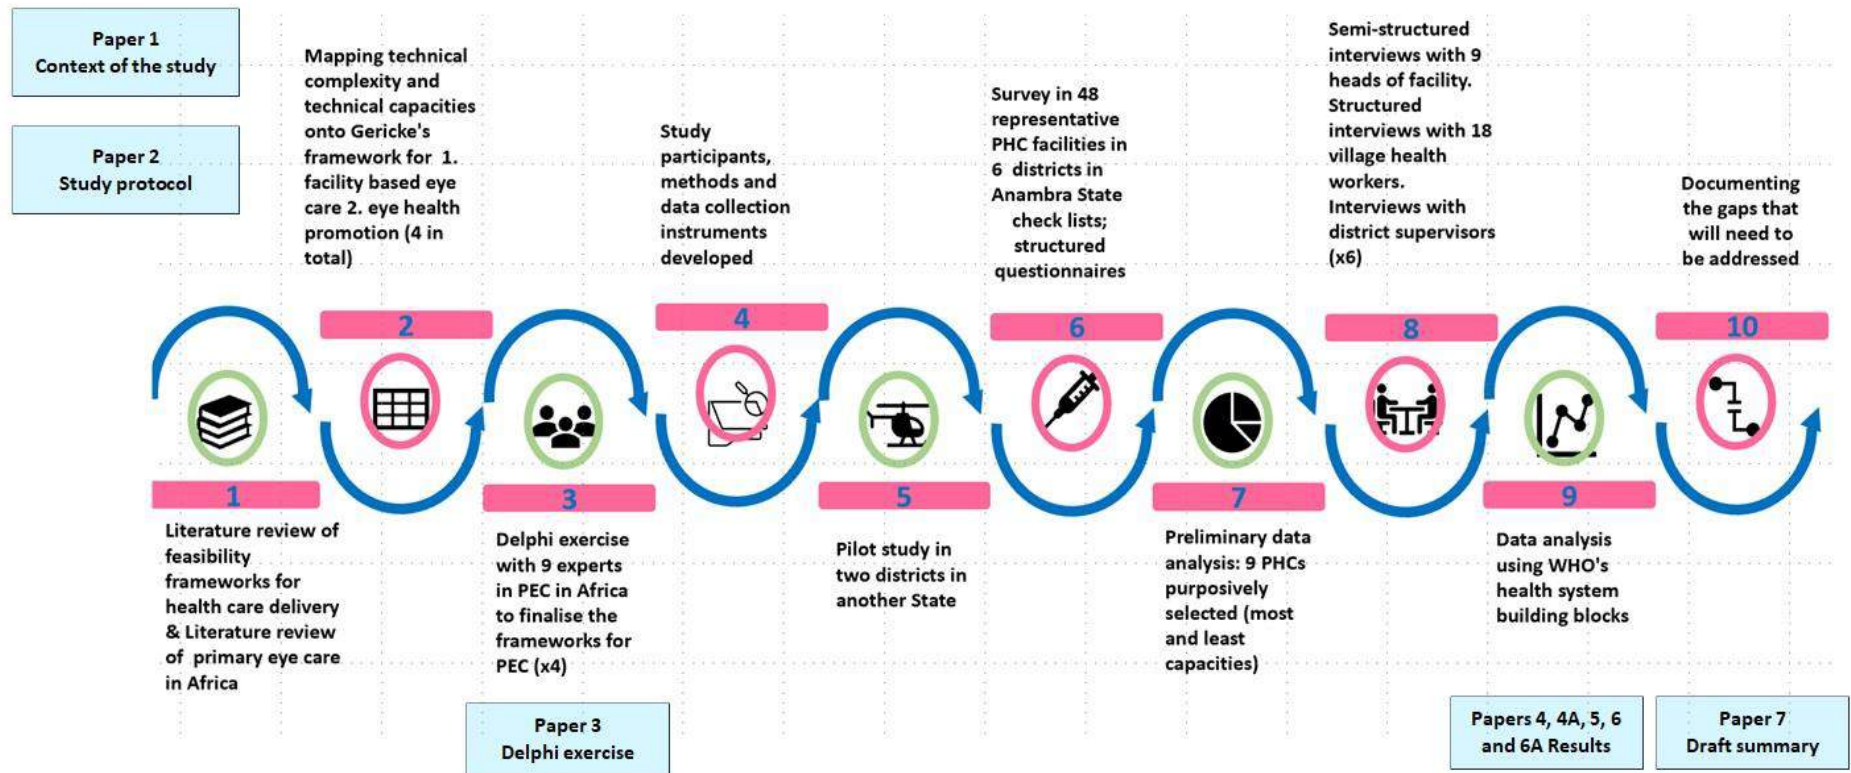 Paper 1
Context of the study
Paper 2
Study protocol
Mapping technical
complexity and
technical capacities
onto Gericke's
framework for 1.
facility based eye
care 2. eye health
promotion (4 in
total)
Study
participants,
methods and
data collection
instruments
developed
Survey in 48
representative
PHC facilities in
6 districts in
Anambra State
check lists;
structured
questionnaires
Semi-structured
interviews with 9
heads of facility.
Structured
interviews with 18
village health
workers.
Interviews with
district supervisors
(x6)
Documenting
the gaps that
will need to
be addressed
2
4
6
8
10
1
3
5
7
9
Literature review of
feasibility
frameworks for
health care delivery
& Literature review
of primary eye care
in Africa
Delphi exercise
with 9 experts
in PEC in Africa
to finalise the
frameworks for
PEC (x4)
Pilot study in
two districts in
another State
Preliminary data
analysis: 9 PHCs
purposively
selected (most
and least
capacities)
Data analysis
using WHO's
health system
building blocks
Paper 3
Delphi exercise
Papers 4, 4A, 5, 6
and 6A Results
Paper 7
Draft summary